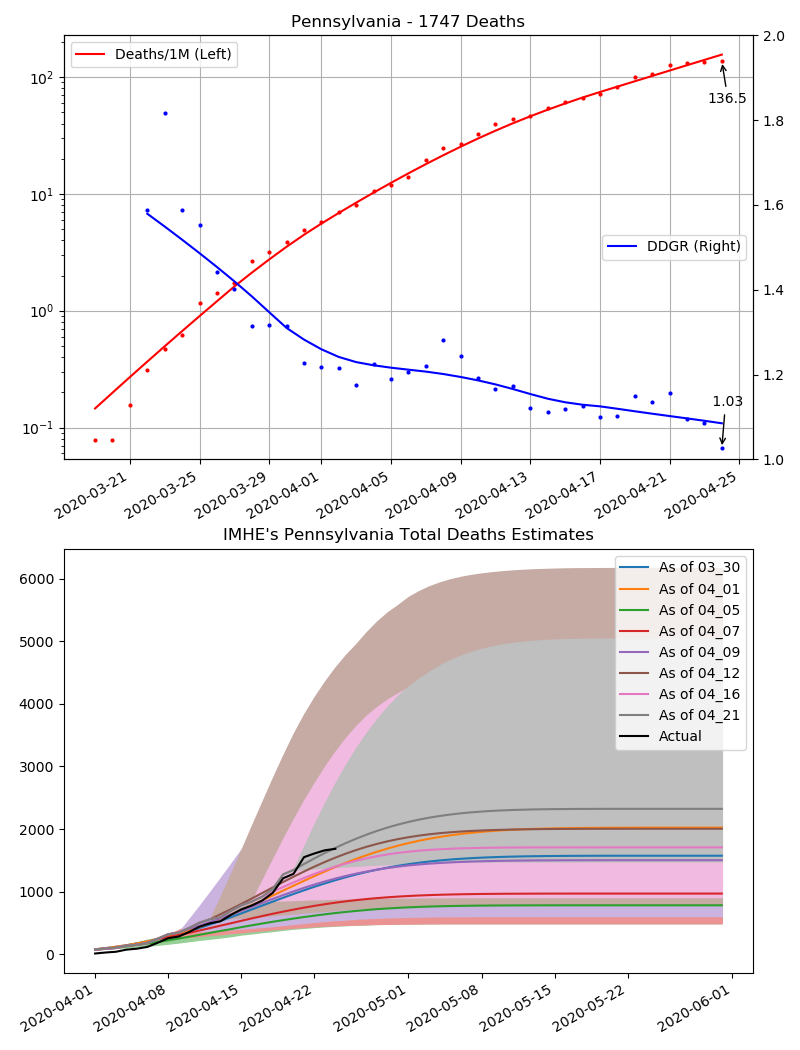 Pennsylvania - 1747 Deaths
Deaths/1M (Left)
DDGR (Right)
136.5
1.03
10²
10¹
10⁰
10⁻¹
2.0
1.8
1.6
1.4
1.2
1.0
2020-03-21
2020-03-25
2020-03-29
2020-04-01
2020-04-05
2020-04-09
2020-04-13
2020-04-17
2020-04-21
2020-04-25
IMHE's Pennsylvania Total Deaths Estimates
6000
5000
4000
3000
2000
1000
0
As of 03_30
As of 04_01
As of 04_05
As of 04_07
As of 04_09
As of 04_12
As of 04_16
As of 04_21
Actual
2020-04-01
2020-04-08
2020-04-15
2020-04-22
2020-05-01
2020-05-08
2020-05-15
2020-05-22
2020-06-01